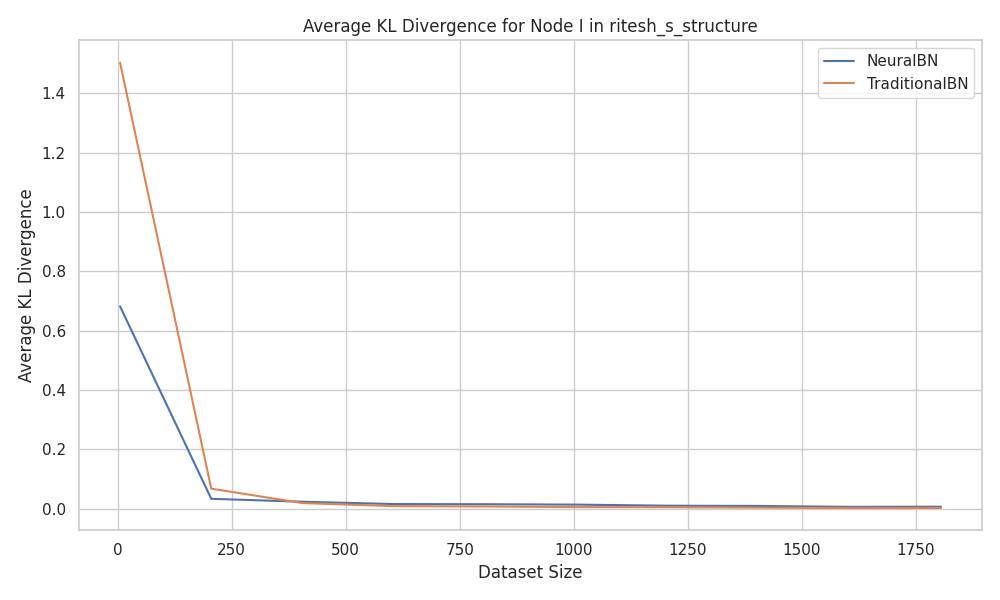 Average KL Divergence for Node I in ritesh_s_structure
NeuralBN
TraditionalBN
Average KL Divergence
1.4
1.2
1.0
0.8
0.6
0.4
0.2
0.0
0 250 500 750 1000 1250 1500 1750
Dataset Size